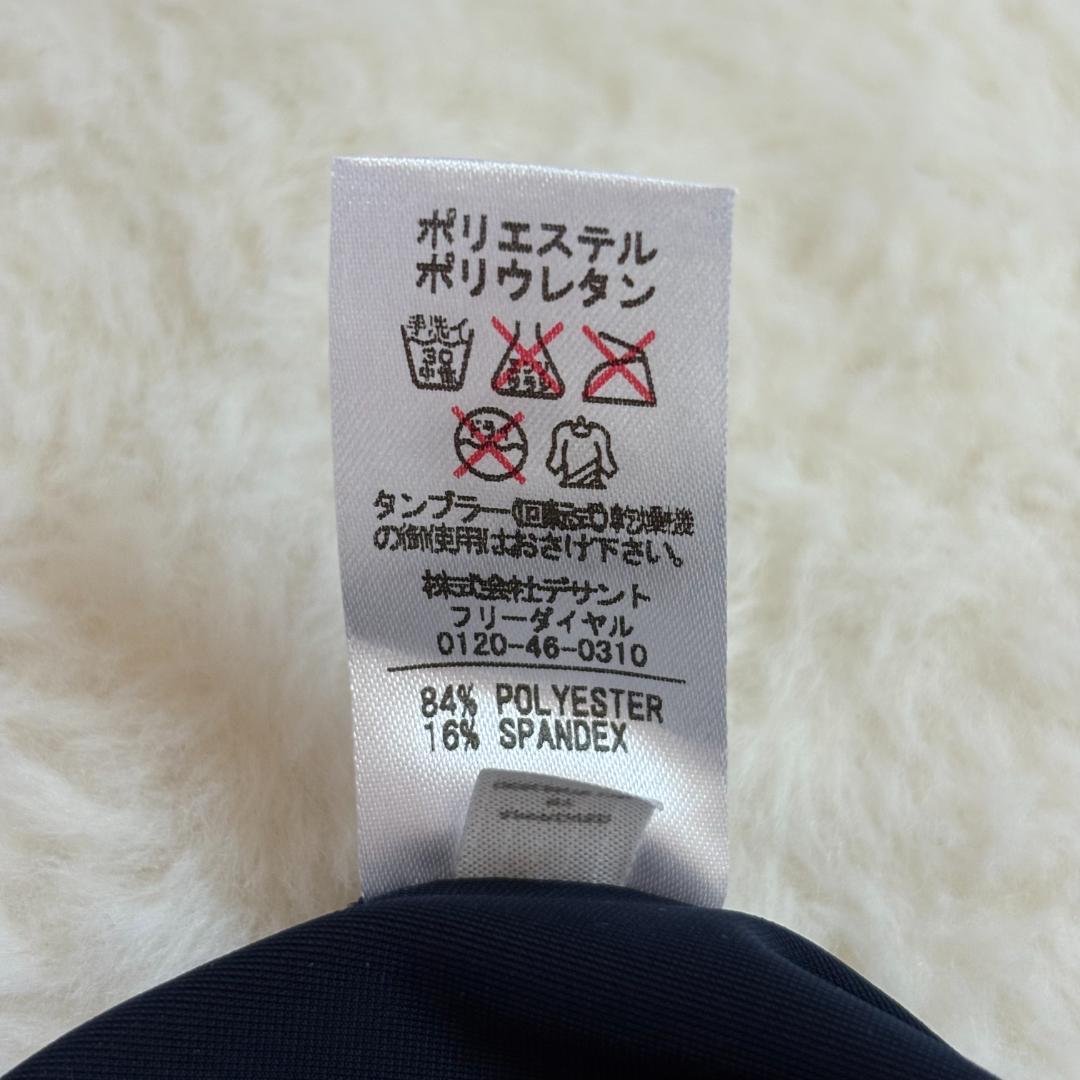 ポリエステル
ポリウレタン
手洗イ
30
中性
タンブラー(回転式)乾燥機
の御使用はおさけ下さい。
株式会社デサント
フリーダイヤル
0120-46-0310
84% POLYESTER
16% SPANDEX